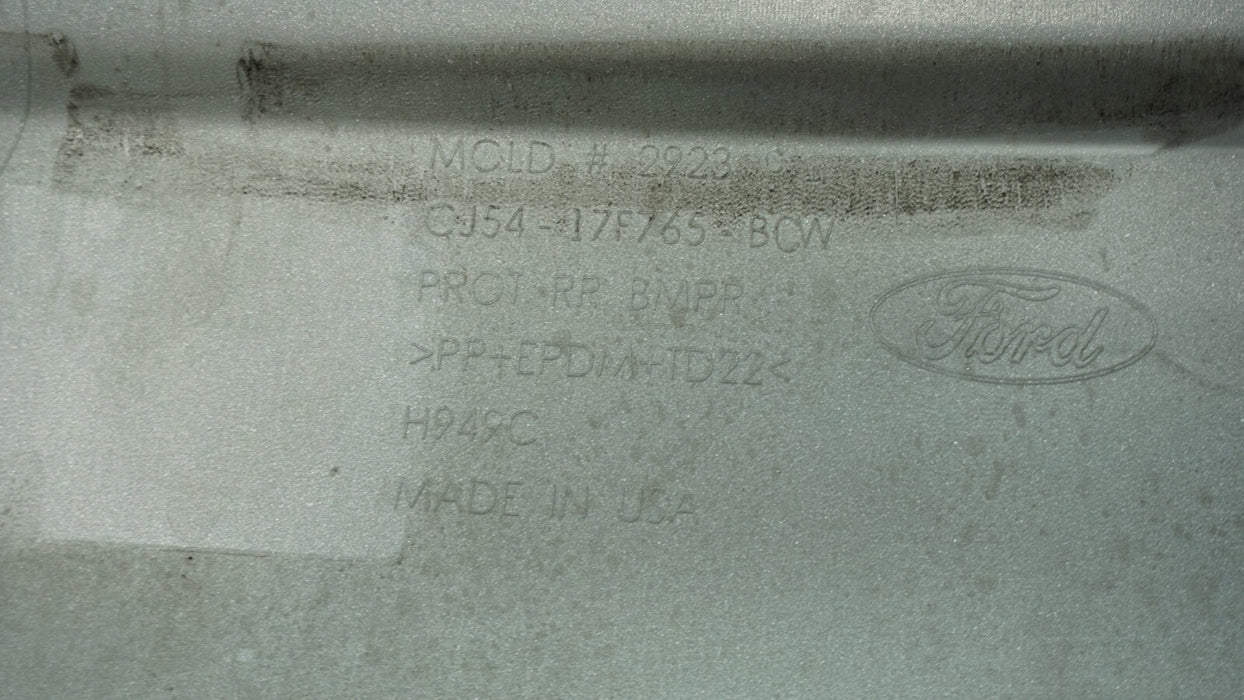 MOLD # 2923
CJ54-17F765-BCW
PROT RR BMPR
>PP+EPDM-TD22<
H949C
MADE IN USA
Ford